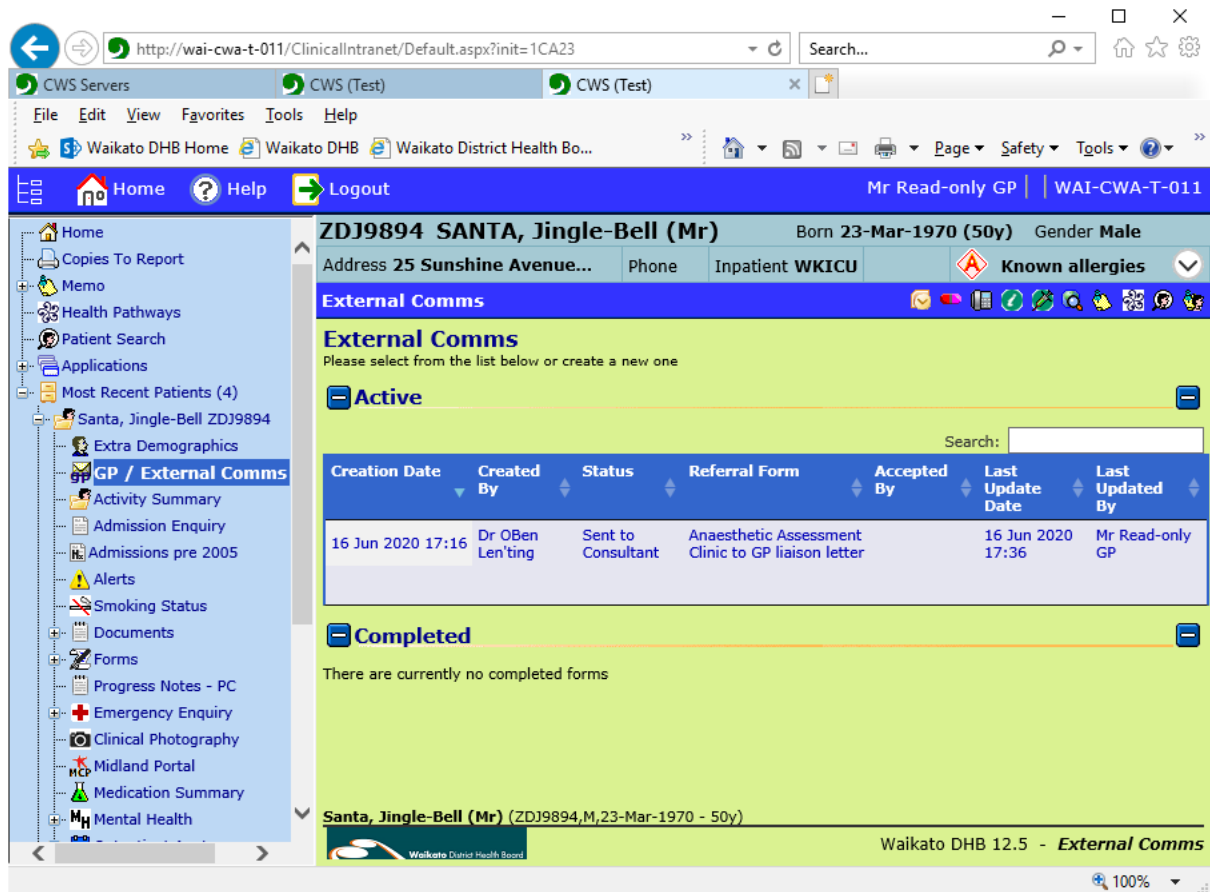 http://wai-cwa-t-011/ClinicalIntranet/Default.aspx?init=1CA23
Search...
CWS Servers
CWS (Test)
CWS (Test)
File Edit View Favorites Tools Help
Waikato DHB Home Waikato DHB Waikato District Health Bo... Page Safety Tools
Home Help Logout Mr Read-only GP | | WAI-CWA-T-011
Home
Copies To Report
Memo
Health Pathways
Patient Search
Applications
Most Recent Patients (4)
Santa, Jingle-Bell ZDJ9894
Extra Demographics
GP / External Comms
Activity Summary
Admission Enquiry
Admissions pre 2005
Alerts
Smoking Status
Documents
Forms
Progress Notes - PC
Emergency Enquiry
Clinical Photography
MCP Midland Portal
Medication Summary
MH Mental Health
ZDJ9894 SANTA, Jingle-Bell (Mr) Born 23-Mar-1970 (50y) Gender Male
Address 25 Sunshine Avenue... Phone Inpatient WKICU A Known allergies
External Comms
External Comms
Please select from the list below or create a new one
Active
Search:
Creation Date Created By Status Referral Form Accepted By Last Update Date Last Updated By
16 Jun 2020 17:16 Dr OBen Len'ting Sent to Consultant Anaesthetic Assessment Clinic to GP liaison letter 16 Jun 2020 17:36 Mr Read-only GP
Completed
There are currently no completed forms
Santa, Jingle-Bell (Mr) (ZDJ9894,M,23-Mar-1970 - 50y)
Waikato District Health Board
Waikato DHB 12.5 - External Comms
100%